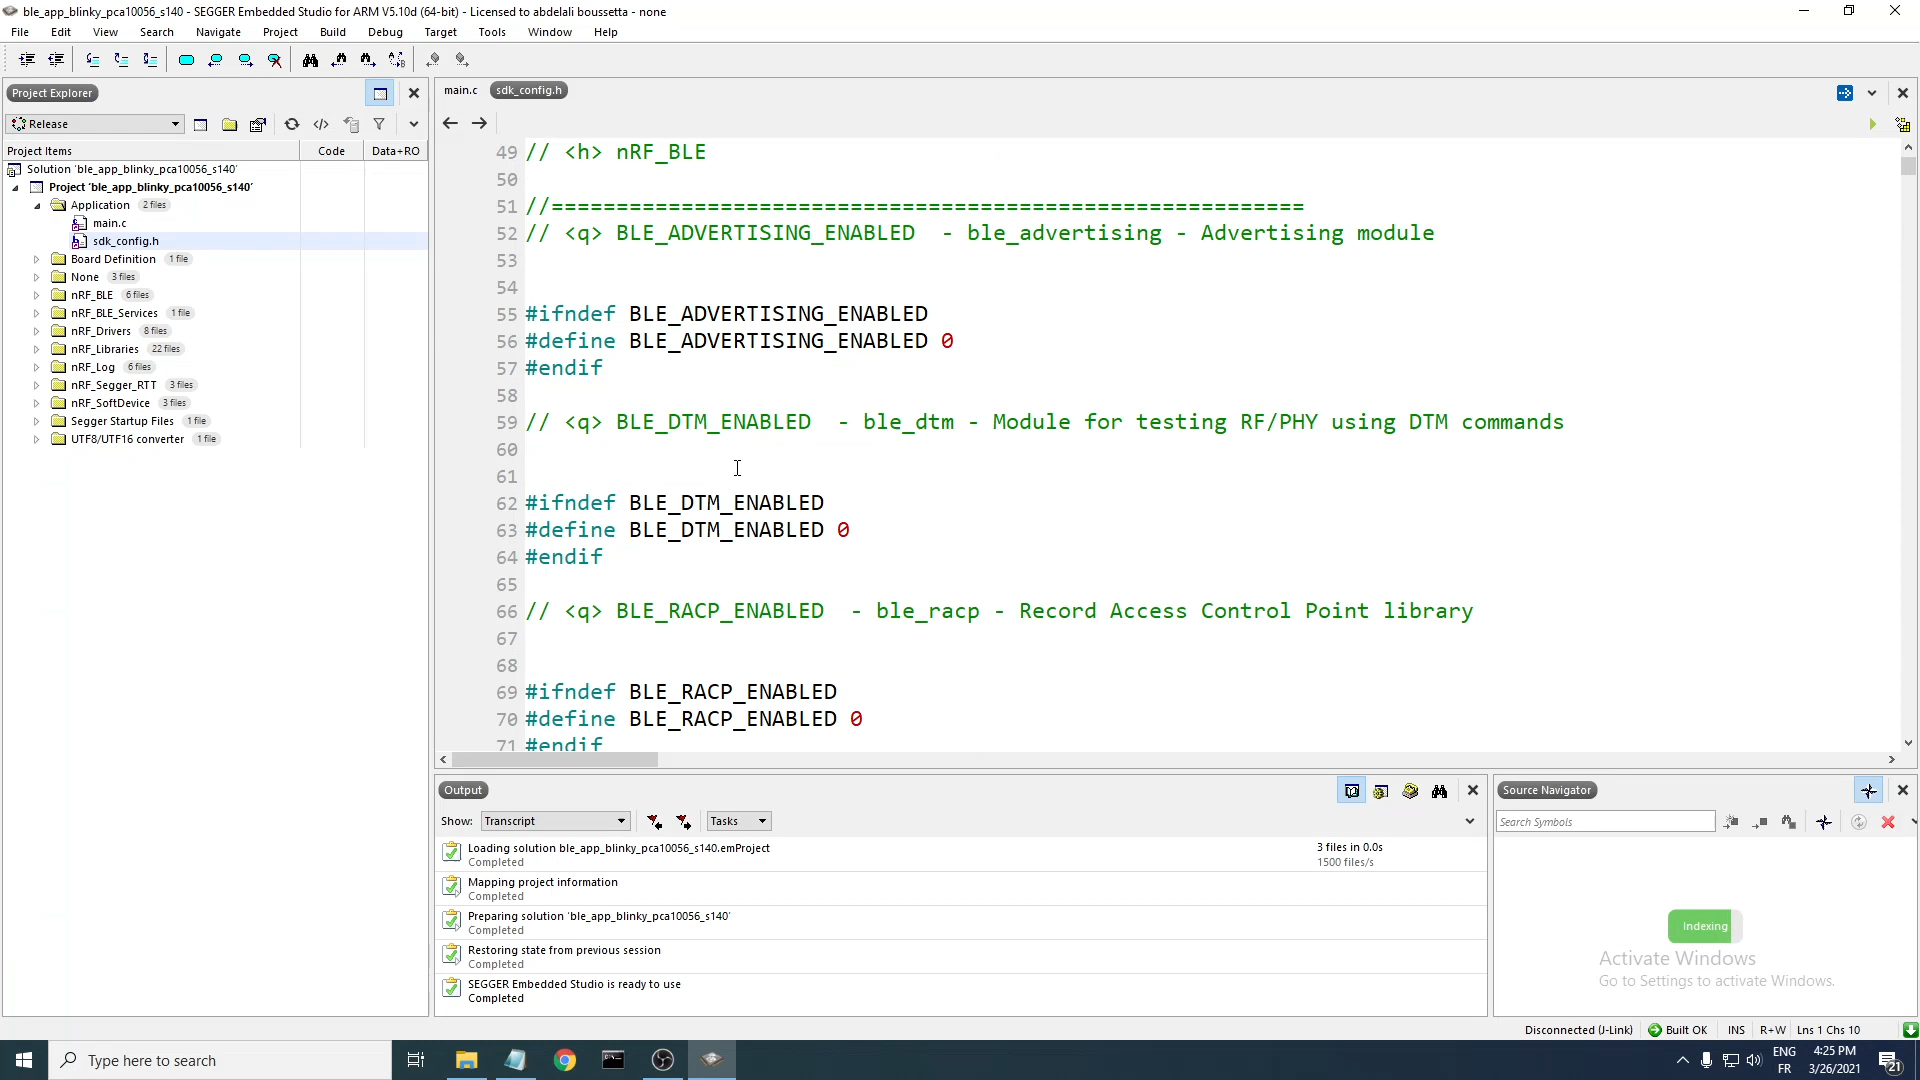 ble_app_blinky_pca10056_s140 - SEGGER Embedded Studio for ARM V5.10d (64-bit) - Licensed to abdelali boussetta - none
File Edit View Search Navigate Project Build Debug Target Tools Window Help
Project Explorer
Release
Project Items Code Data+RO
Solution 'ble_app_blinky_pca10056_s140'
Project 'ble_app_blinky_pca10056_s140'
Application 2 files
main.c
sdk_config.h
Board Definition 1 file
None 3 files
nRF_BLE 6 files
nRF_BLE_Services 1 file
nRF_Drivers 8 files
nRF_Libraries 22 files
nRF_Log 6 files
nRF_Segger_RTT 3 files
nRF_SoftDevice 3 files
Segger Startup Files 1 file
UTF8/UTF16 converter 1 file
main.c sdk_config.h
49 // <h> nRF_BLE
50
51 //==========================================================
52 // <q> BLE_ADVERTISING_ENABLED  - ble_advertising - Advertising module
53
54
55 #ifndef BLE_ADVERTISING_ENABLED
56 #define BLE_ADVERTISING_ENABLED 0
57 #endif
58
59 // <q> BLE_DTM_ENABLED  - ble_dtm - Module for testing RF/PHY using DTM commands
60
61
62 #ifndef BLE_DTM_ENABLED
63 #define BLE_DTM_ENABLED 0
64 #endif
65
66 // <q> BLE_RACP_ENABLED  - ble_racp - Record Access Control Point library
67
68
69 #ifndef BLE_RACP_ENABLED
70 #define BLE_RACP_ENABLED 0
71 #endif
Output
Show: Transcript Tasks
Loading solution ble_app_blinky_pca10056_s140.emProject 3 files in 0.0s
Completed 1500 files/s
Mapping project information
Completed
Preparing solution 'ble_app_blinky_pca10056_s140'
Completed
Restoring state from previous session
Completed
SEGGER Embedded Studio is ready to use
Completed
Source Navigator
Search Symbols
Indexing
Activate Windows
Go to Settings to activate Windows.
Disconnected (J-Link) Built OK INS R+W Lns 1 Chs 10
Type here to search
ENG
FR
4:25 PM
3/26/2021
21